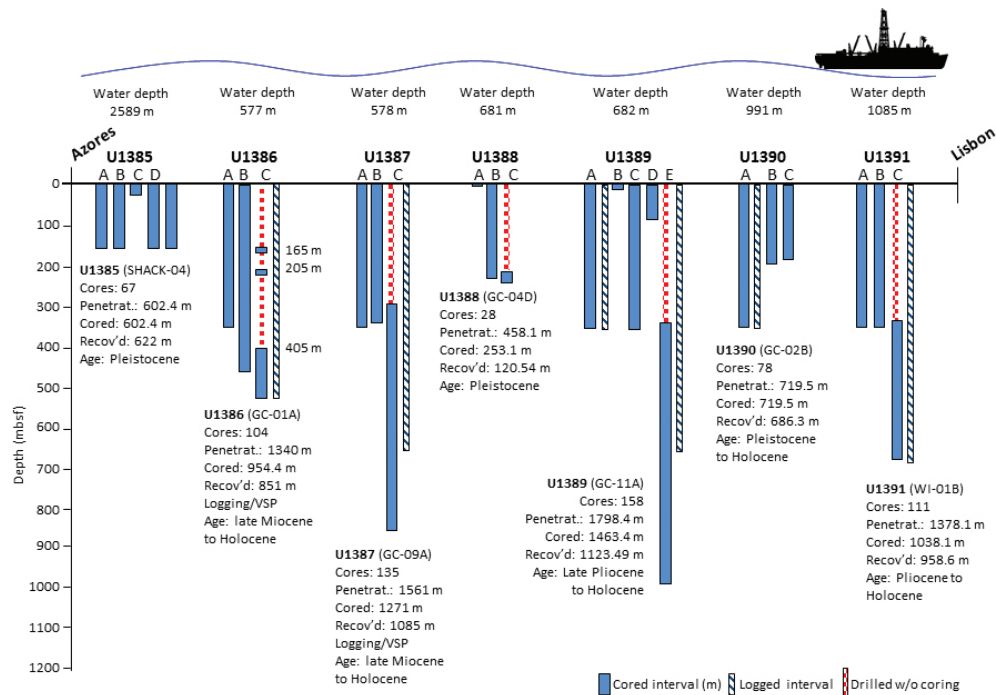 Water depth
2589 m
Water depth
577 m
Water depth
578 m
Water depth
681 m
Water depth
682 m
Water depth
991 m
Water depth
1085 m
Azores
Lisbon
U1385
A B C D
U1386
A B C
U1387
A B C
U1388
A B C
U1389
A B C D E
U1390
A B C
U1391
A B C
Depth (mbsf)
0
100
200
300
400
500
600
700
800
900
1000
1100
1200
165 m
205 m
405 m
U1385 (SHACK-04)
Cores: 67
Penetrat.: 602.4 m
Cored: 602.4 m
Recov'd: 622 m
Age: Pleistocene
U1386 (GC-01A)
Cores: 104
Penetrat.: 1340 m
Cored: 954.4 m
Recov'd: 851 m
Logging/VSP
Age: late Miocene
to Holocene
U1387 (GC-09A)
Cores: 135
Penetrat.: 1561 m
Cored: 1271 m
Recov'd: 1085 m
Logging/VSP
Age: late Miocene
to Holocene
U1388 (GC-04D)
Cores: 28
Penetrat.: 458.1 m
Cored: 253.1 m
Recov'd: 120.54 m
Age: Pleistocene
U1389 (GC-11A)
Cores: 158
Penetrat.: 1798.4 m
Cored: 1463.4 m
Recov'd: 1123.49 m
Age: Late Pliocene
to Holocene
U1390 (GC-02B)
Cores: 78
Penetrat.: 719.5 m
Cored: 719.5 m
Recov'd: 686.3 m
Age: Pleistocene
to Holocene
U1391 (WI-01B)
Cores: 111
Penetrat.: 1378.1 m
Cored: 1038.1 m
Recov'd: 958.6 m
Age: Pliocene to
Holocene
Cored interval (m)
Logged interval
Drilled w/o coring